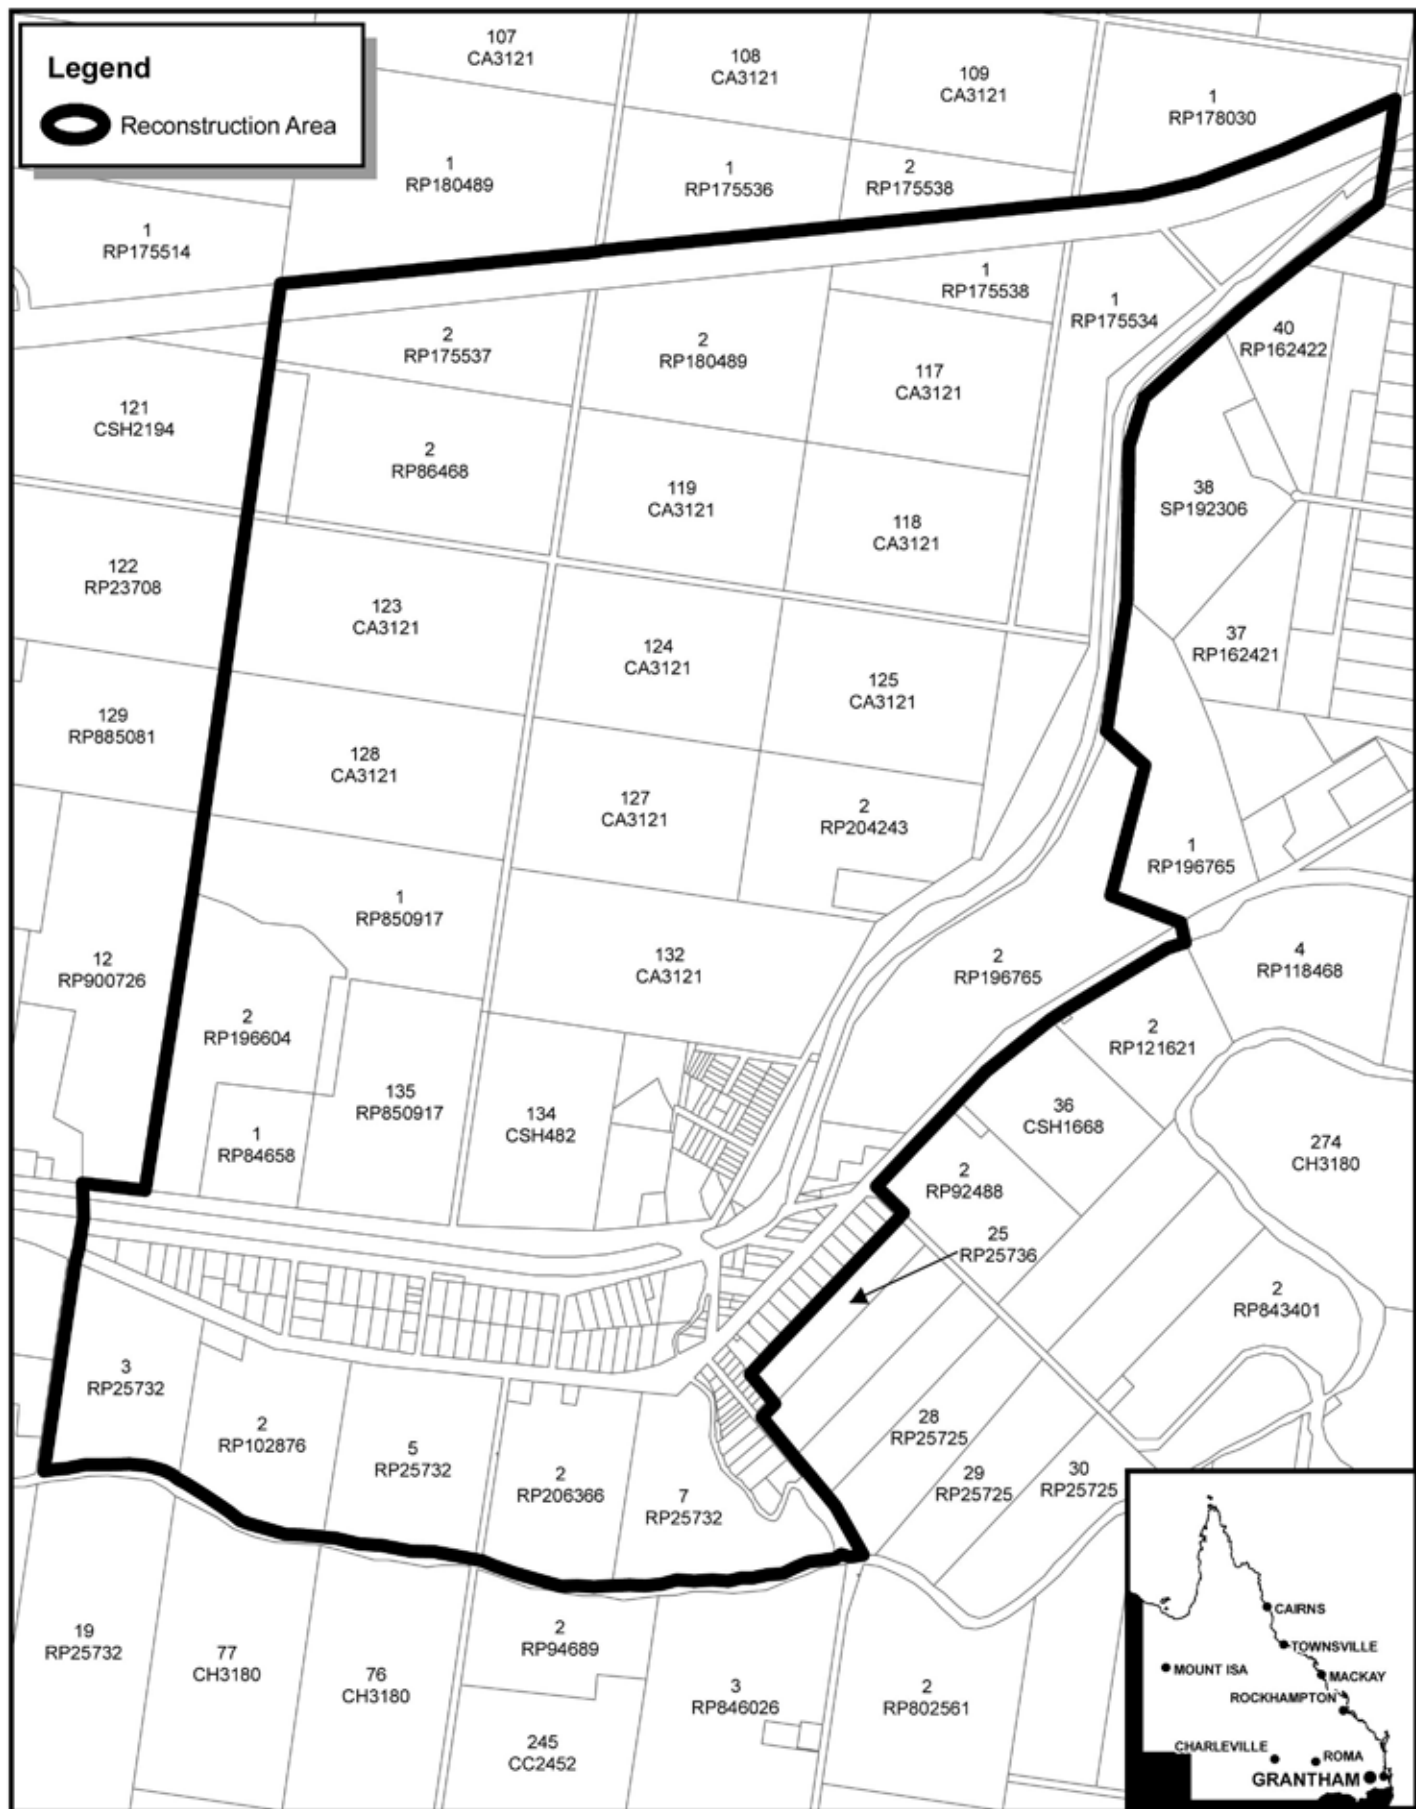 Legend
Reconstruction Area
107
CA3121
108
CA3121
109
CA3121
1
RP178030
1
RP180489
1
RP175536
2
RP175538
1
RP175514
1
RP175538
1
RP175534
2
RP175537
2
RP180489
40
RP162422
117
CA3121
121
CSH2194
2
RP86468
119
CA3121
118
CA3121
38
SP192306
122
RP23708
123
CA3121
124
CA3121
125
CA3121
37
RP162421
129
RP885081
128
CA3121
127
CA3121
2
RP204243
1
RP196765
1
RP850917
12
RP900726
132
CA3121
2
RP196765
4
RP118468
2
RP196604
2
RP121621
135
RP850917
134
CSH482
36
CSH1668
1
RP84658
274
CH3180
2
RP92488
25
RP25736
2
RP843401
3
RP25732
2
RP102876
5
RP25732
2
RP206366
7
RP25732
28
RP25725
29
RP25725
30
RP25725
19
RP25732
77
CH3180
76
CH3180
2
RP94689
245
CC2452
3
RP846026
2
RP802561
CAIRNS
TOWNSVILLE
MOUNT ISA
MACKAY
ROCKHAMPTON
CHARLEVILLE
ROMA
GRANTHAM